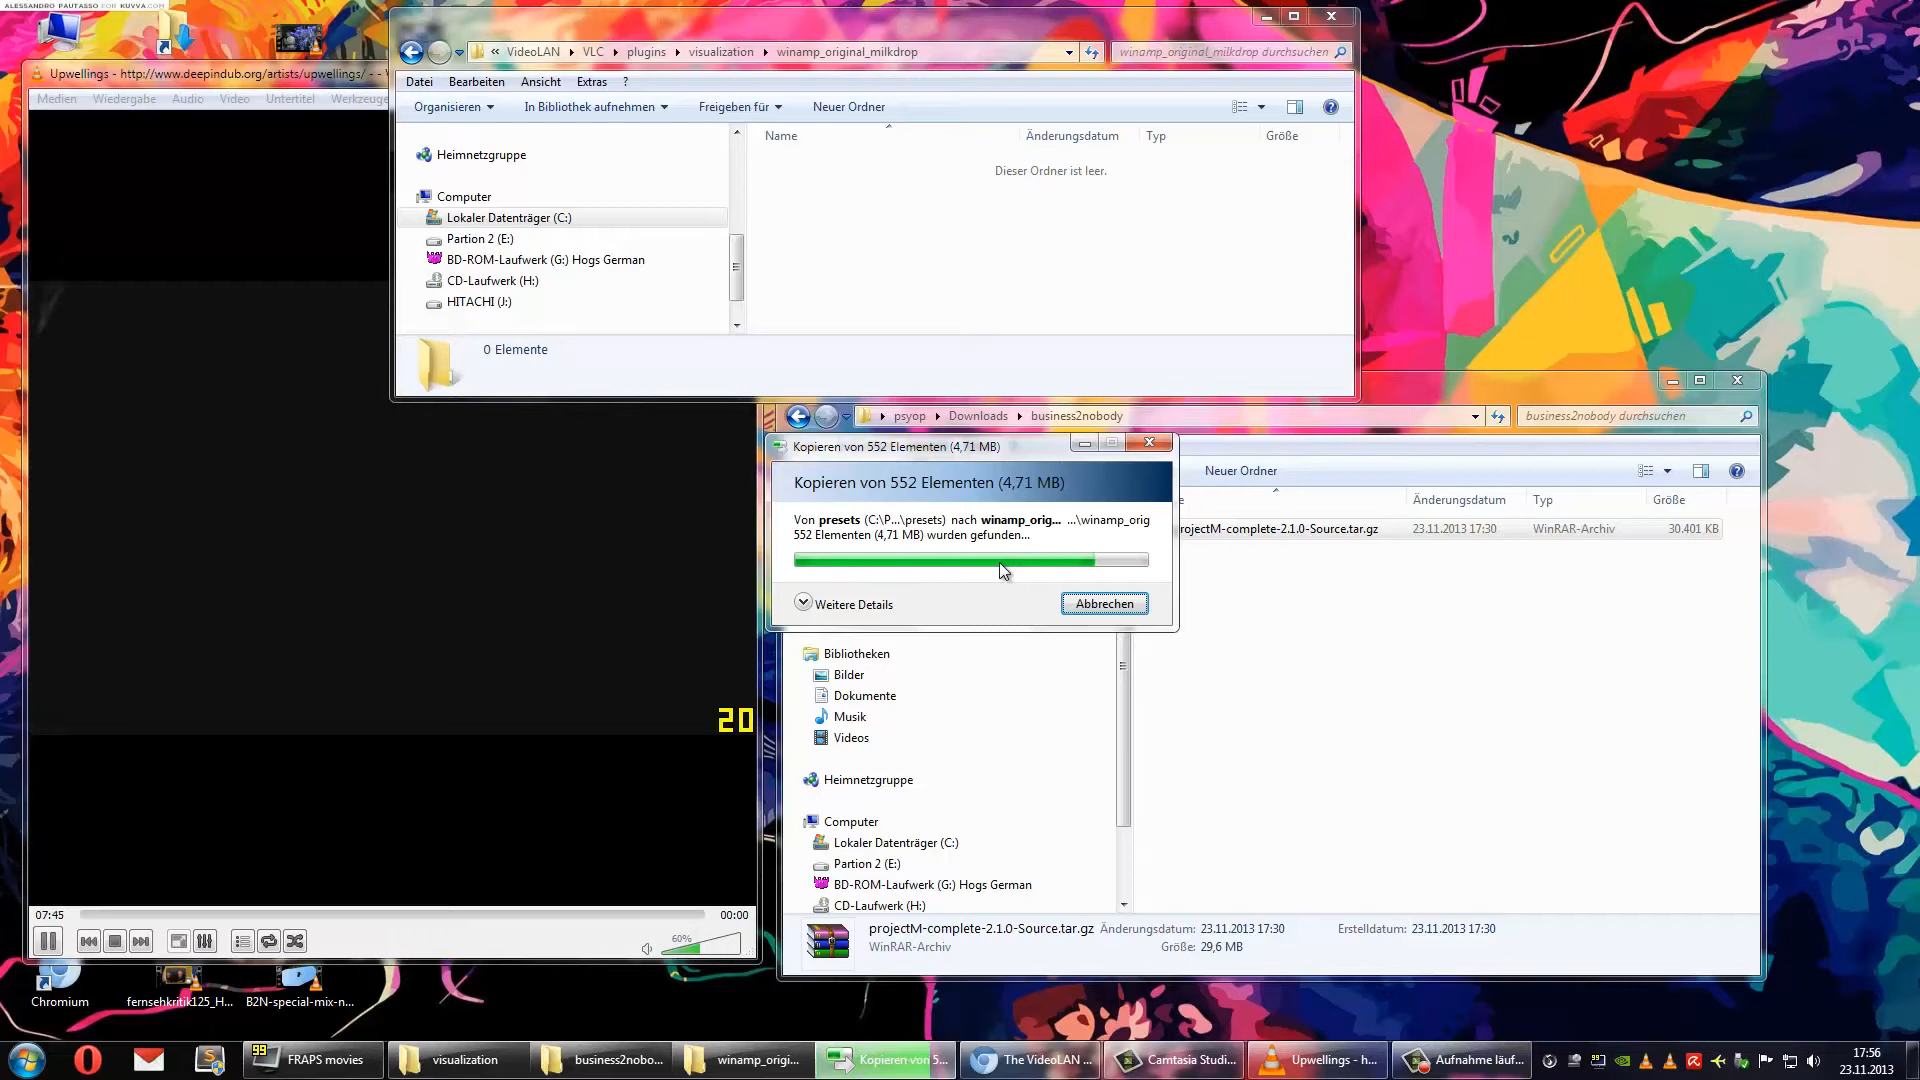 ALESSANDRO PAUTASSO FOR KUVVA.COM
Upwellings - http://www.deepindub.org/artists/upwellings/ - -
Medien Wiedergabe Audio Video Untertitel Werkzeuge
« VideoLAN VLC plugins visualization winamp_original_milkdrop
winamp_original_milkdrop durchsuchen
Datei Bearbeiten Ansicht Extras ?
Organisieren In Bibliothek aufnehmen Freigeben für Neuer Ordner
Name Änderungsdatum Typ Größe
Dieser Ordner ist leer.
Heimnetzgruppe
Computer
Lokaler Datenträger (C:)
Partion 2 (E:)
BD-ROM-Laufwerk (G:) Hogs German
CD-Laufwerk (H:)
HITACHI (J:)
0 Elemente
psyop Downloads business2nobody
business2nobody durchsuchen
Neuer Ordner
Änderungsdatum Typ Größe
rojectM-complete-2.1.0-Source.tar.gz 23.11.2013 17:30 WinRAR-Archiv 30.401 KB
Kopieren von 552 Elementen (4,71 MB)
Kopieren von 552 Elementen (4,71 MB)
Von presets (C:\P...\presets) nach winamp_orig... ...\winamp_orig
552 Elementen (4,71 MB) wurden gefunden...
Weitere Details
Abbrechen
Bibliotheken
Bilder
Dokumente
Musik
Videos
Heimnetzgruppe
Computer
Lokaler Datenträger (C:)
Partion 2 (E:)
BD-ROM-Laufwerk (G:) Hogs German
CD-Laufwerk (H:)
projectM-complete-2.1.0-Source.tar.gz Änderungsdatum: 23.11.2013 17:30 Erstelldatum: 23.11.2013 17:30
WinRAR-Archiv Größe: 29,6 MB
20
07:45 00:00
60%
Chromium
fernsehkritik125_H...
B2N-special-mix-n...
99
FRAPS movies
visualization
business2nobo...
winamp_origi...
Kopieren von 5...
The VideoLAN ...
Camtasia Studi...
Upwellings - h...
Aufnahme läuf...
17:56
23.11.2013